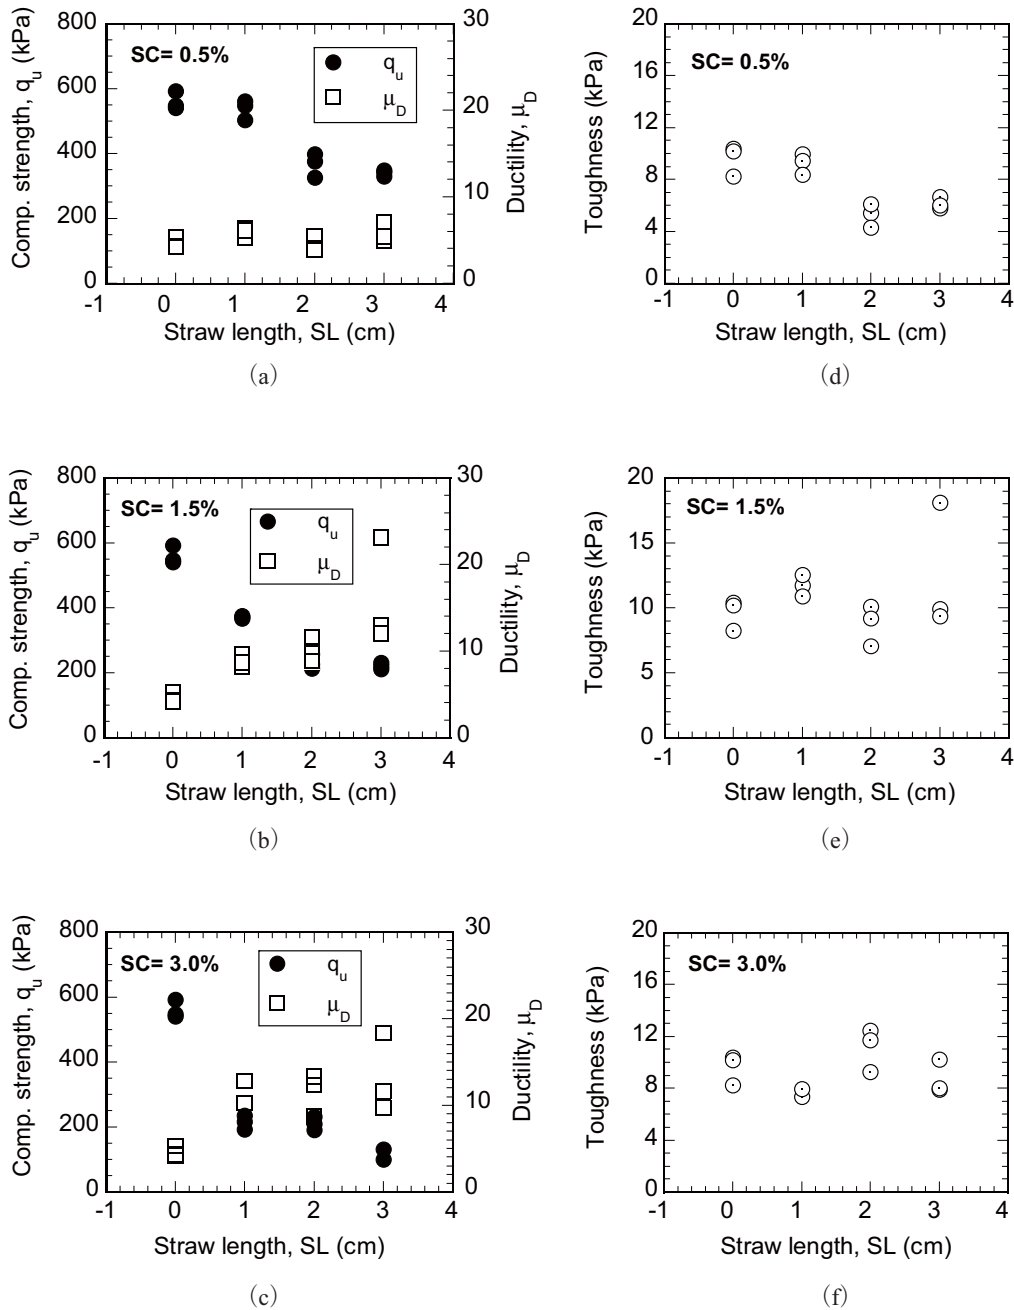 Comp. strength, q_u (kPa)
800
600
400
200
0
SC= 0.5%
q_u
μ_D
30
20
10
0
Ductility, μ_D
-1 0 1 2 3 4
Straw length, SL (cm)
(a)
Toughness (kPa)
20
16
12
8
4
0
SC= 0.5%
-1 0 1 2 3 4
Straw length, SL (cm)
(d)
Comp. strength, q_u (kPa)
800
600
400
200
0
SC= 1.5%
q_u
μ_D
30
20
10
0
Ductility, μ_D
-1 0 1 2 3 4
Straw length, SL (cm)
(b)
Toughness (kPa)
20
15
10
5
0
SC= 1.5%
-1 0 1 2 3 4
Straw length, SL (cm)
(e)
Comp. strength, q_u (kPa)
800
600
400
200
0
SC= 3.0%
q_u
μ_D
30
20
10
0
Ductility, μ_D
-1 0 1 2 3 4
Straw length, SL (cm)
(c)
Toughness (kPa)
20
16
12
8
4
0
SC= 3.0%
-1 0 1 2 3 4
Straw length, SL (cm)
(f)